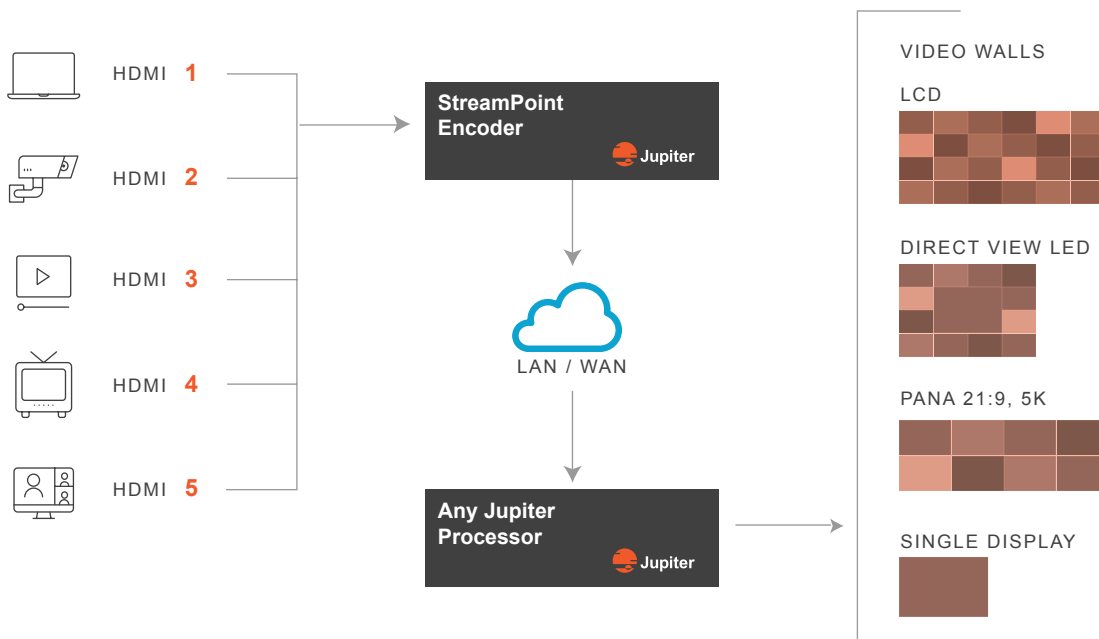 HDMI 1
HDMI 2
HDMI 3
HDMI 4
HDMI 5
StreamPoint
Encoder
Jupiter
LAN / WAN
Any Jupiter
Processor
Jupiter
VIDEO WALLS
LCD
DIRECT VIEW LED
PANA 21:9, 5K
SINGLE DISPLAY